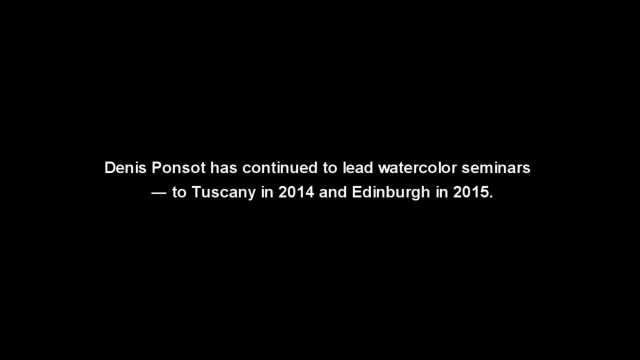 Denis Ponsot has continued to lead watercolor seminars
— to Tuscany in 2014 and Edinburgh in 2015.